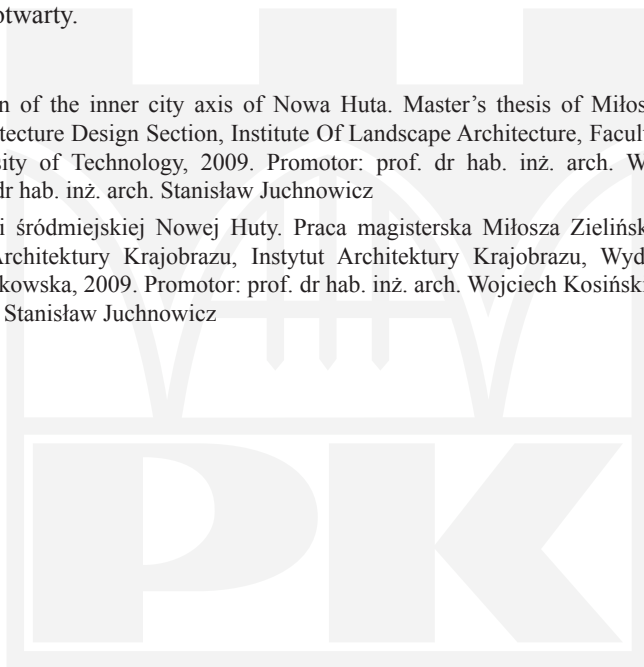 otwarty.
n of the inner city axis of Nowa Huta. Master’s thesis of Miłos
tecture Design Section, Institute Of Landscape Architecture, Facul
sity of Technology, 2009. Promotor: prof. dr hab. inż. arch. W
dr hab. inż. arch. Stanisław Juchnowicz
i śródmiejskiej Nowej Huty. Praca magisterska Miłosza Zielińsk
Architektury Krajobrazu, Instytut Architektury Krajobrazu, Wyd
kowska, 2009. Promotor: prof. dr hab. inż. arch. Wojciech Kosińsk
Stanisław Juchnowicz
PK